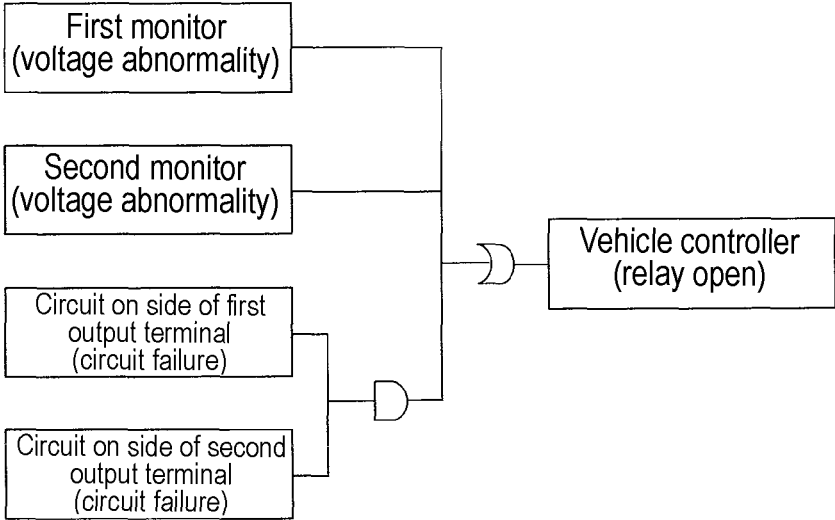 First monitor
(voltage abnormality)
Second monitor
(voltage abnormality)
Circuit on side of first
output terminal
(circuit failure)
Circuit on side of second
output terminal
(circuit failure)
Vehicle controller
(relay open)